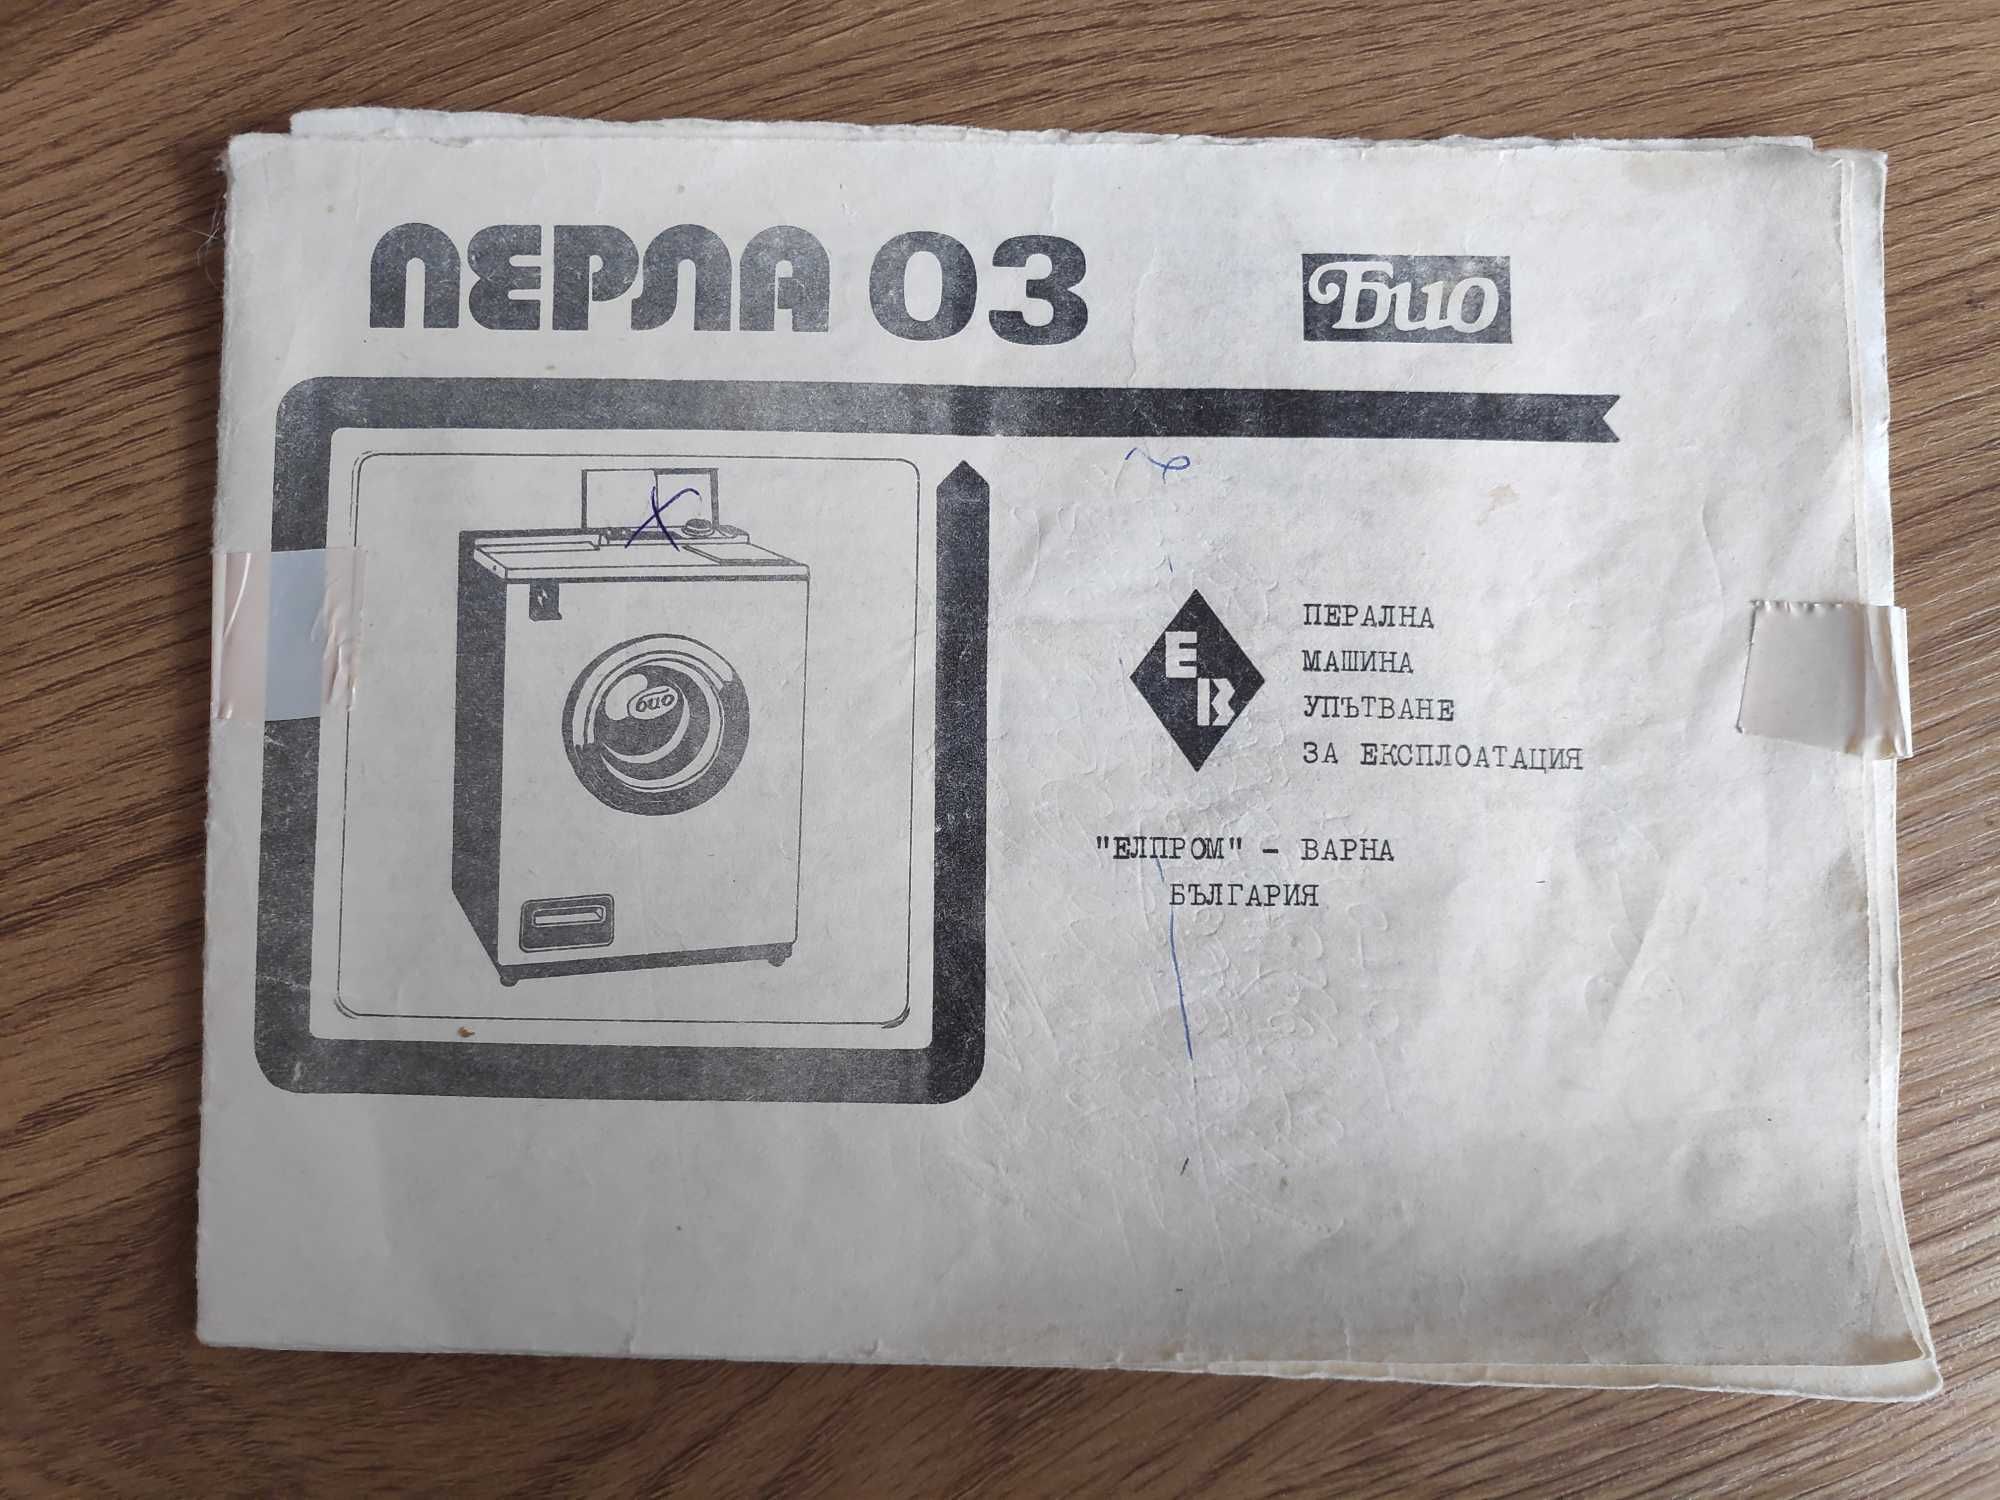 ПЕРЛА 03
Био
био
Е
В
ПЕРАЛНА
МАШИНА
УПЪТВАНЕ
ЗА ЕКСПЛОАТАЦИЯ
"ЕЛПРОМ" - ВАРНА
БЪЛГАРИЯ